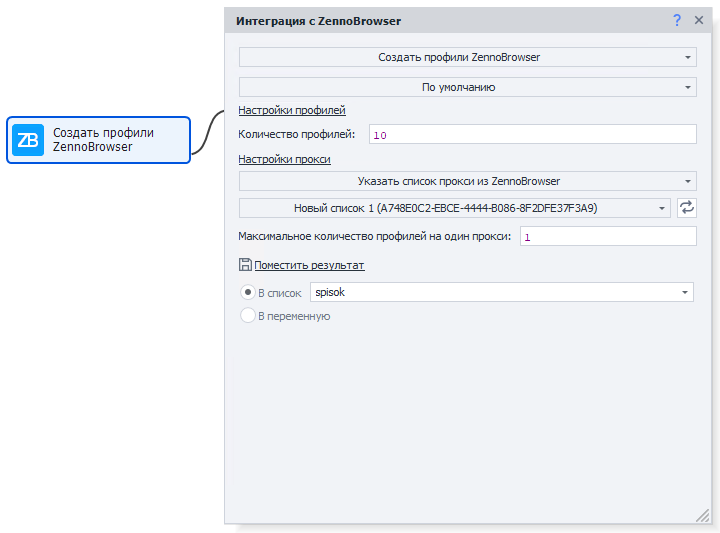 Интеграция с ZennoBrowser
?
Создать профили ZennoBrowser
По умолчанию
Настройки профилей
ZB
Создать профили
ZennoBrowser
Количество профилей:
10
Настройки прокси
Указать список прокси из ZennoBrowser
Новый список 1 (A748E0C2-EBCE-4444-B086-8F2DFE37F3A9)
Максимальное количество профилей на один прокси:
1
Поместить результат
В список
spisok
В переменную